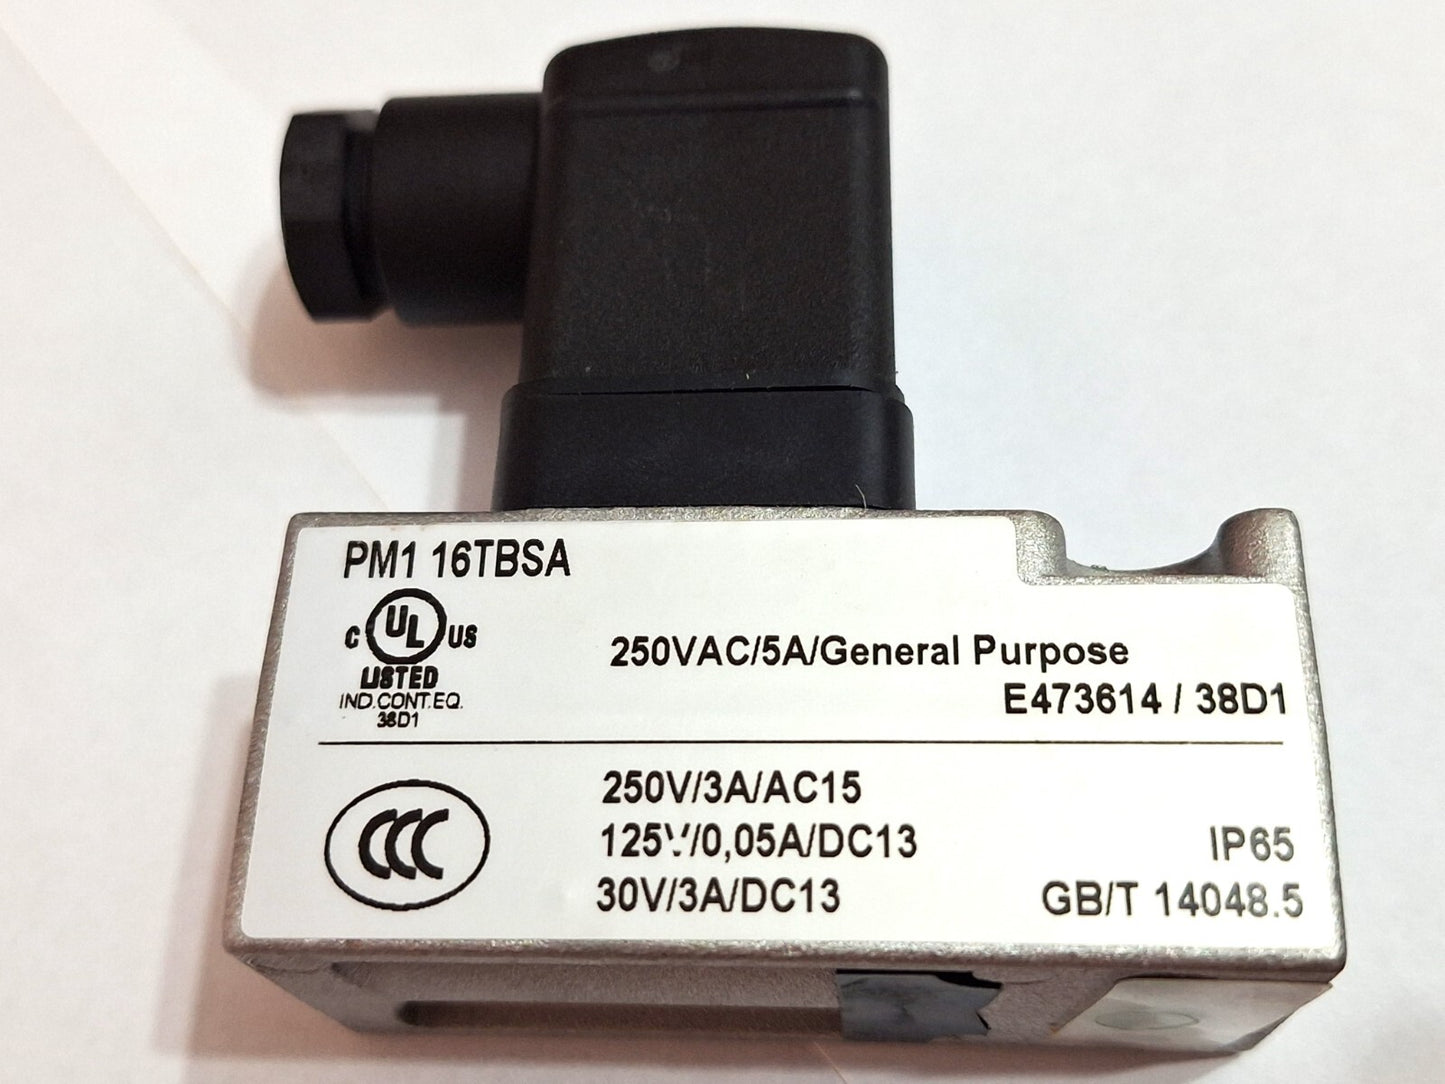 PM1 16TBSA
C UL US
LISTED
IND.CONT.EQ.
38D1
250VAC/5A/General Purpose
E473614 / 38D1
CCC
250V/3A/AC15
125V/0,05A/DC13
30V/3A/DC13
IP65
GB/T 14048.5